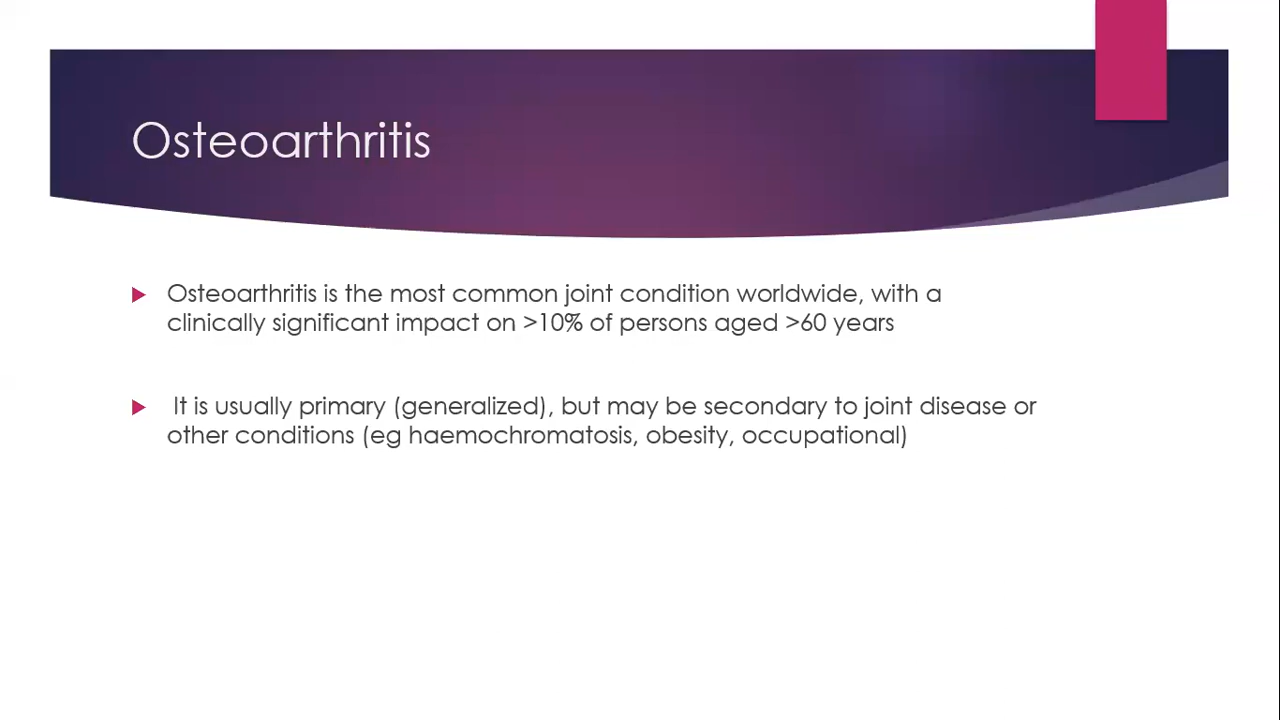 Osteoarthritis
Osteoarthritis is the most common joint condition worldwide, with a
clinically significant impact on >10% of persons aged >60 years
It is usually primary (generalized), but may be secondary to joint disease or
other conditions (eg haemochromatosis, obesity, occupational)